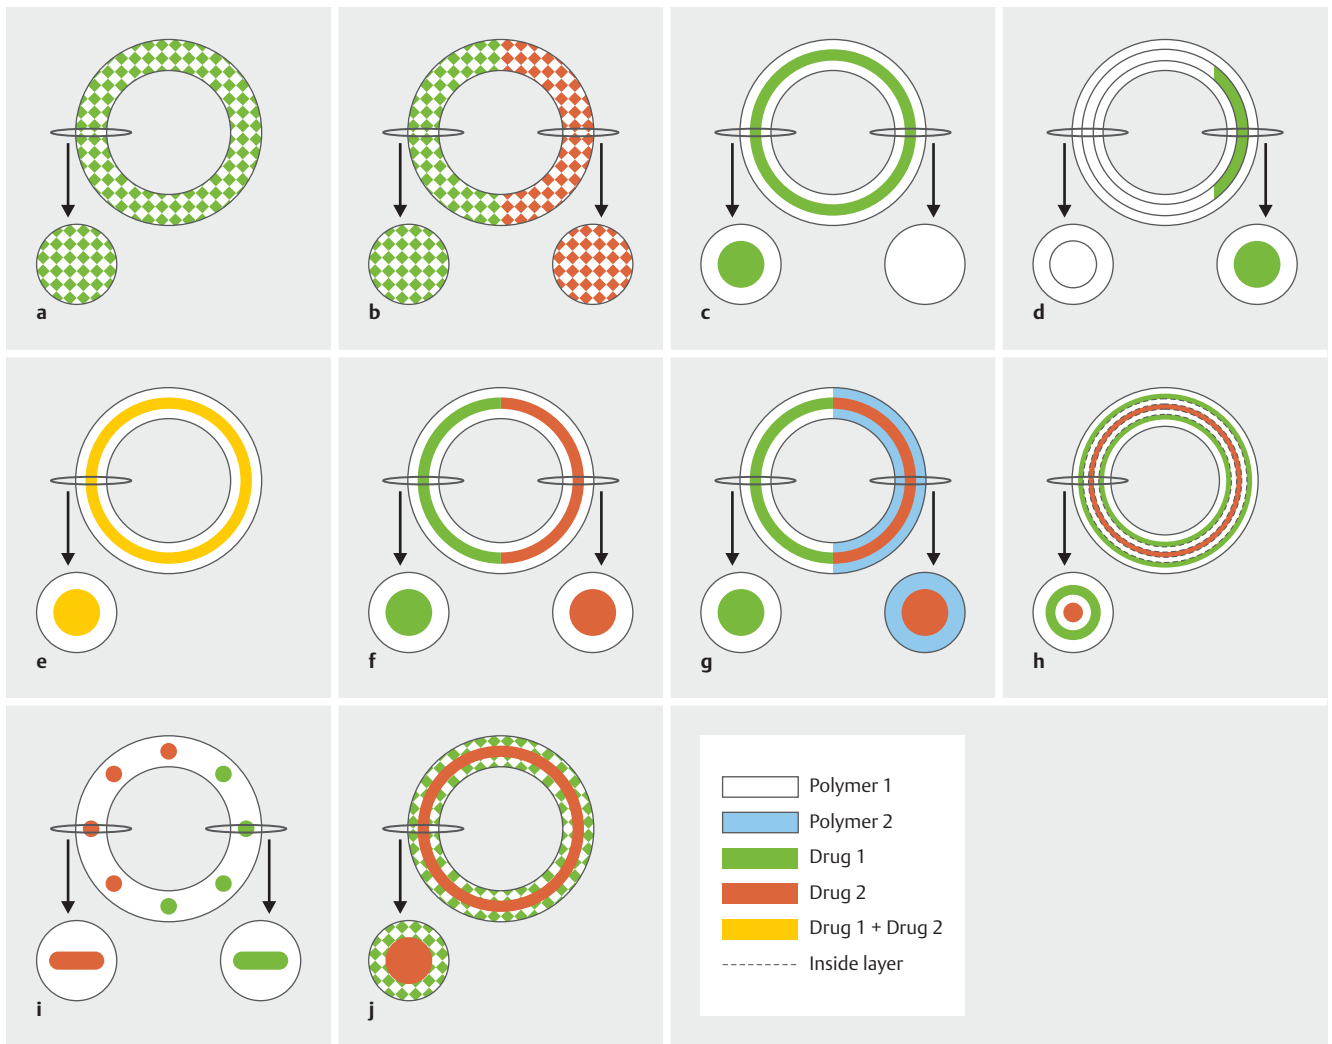 a
b
c
d
e
f
g
h
i
j
Polymer 1
Polymer 2
Drug 1
Drug 2
Drug 1 + Drug 2
Inside layer